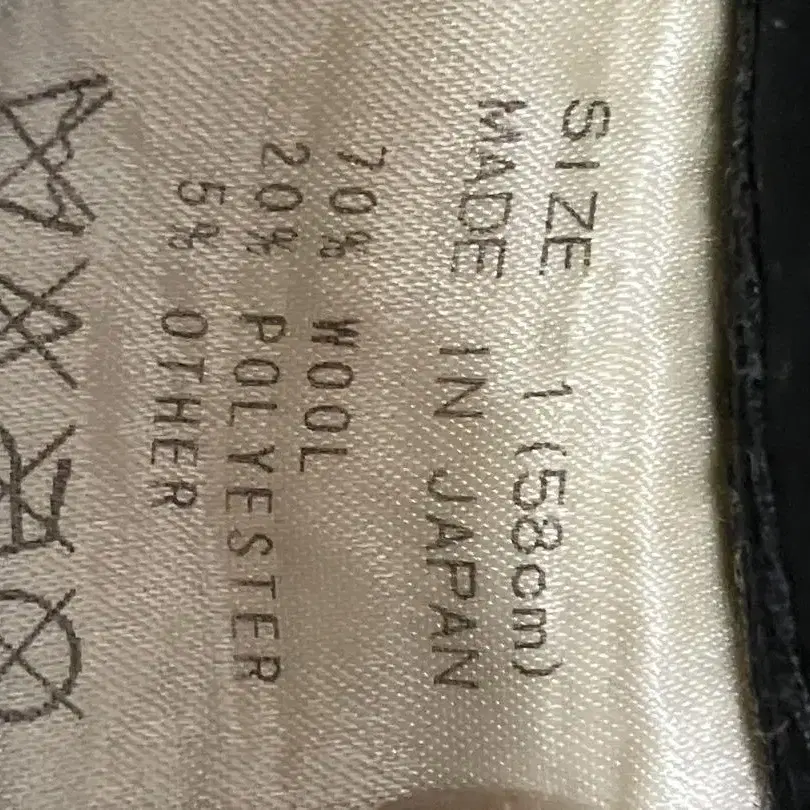 SIZE 1 (58cm)
MADE IN JAPAN
70% WOOL
20% POLYESTER
5% OTHER